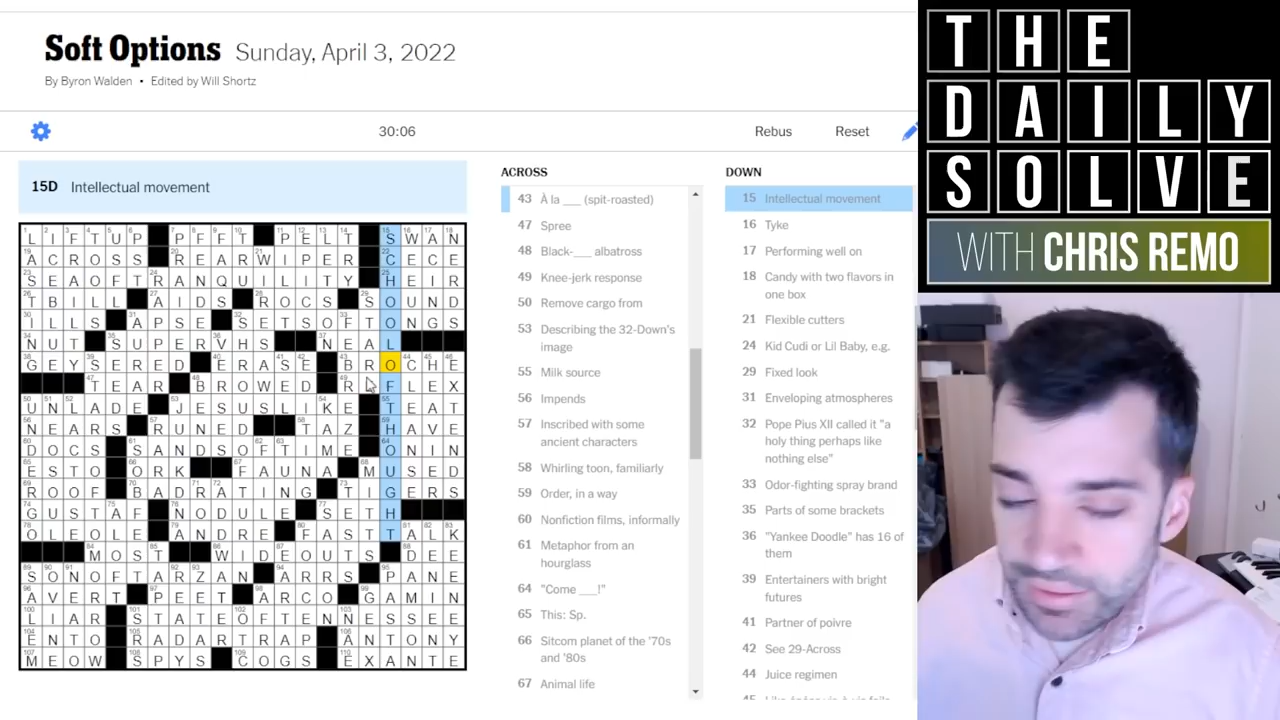 Soft Options Sunday, April 3, 2022
By Byron Walden • Edited by Will Shortz
30:06
Rebus
Reset
15D Intellectual movement
LIFTUP PFFT PELT SWAN
ACROSS REARWIPER CECE
SEAOFTRANQUILITY HEIR
TBILL AIDS ROCS SOUND
ILLS APSE SETSOFTONGS
NUT SUPERVHS NEAL
GEYSERED ERASE BROCHE
TEAR BROWED REFLEX
UNLADE JESUSLIKE TEAT
NEARS RUNED TAZ HAVE
DOCS SANDSOFTIME ONIN
ESTO ORK FAUNA MUSED
ROOF BADRATING TIGERS
GUSTAF NODULE SETH
OLEOLE ANDRE FASTTALK
MOST WIDEOUTS DEE
SONOFTARZAN ARRS PANE
AVERT PEET ARCO GAMIN
LIAR STATEOFTENNESSEE
ENTO RADARTRAP ANTONY
MEOW SPYS COGS EXANTE
ACROSS
43 À la ___ (spit-roasted)
47 Spree
48 Black-___ albatross
49 Knee-jerk response
50 Remove cargo from
53 Describing the 32-Down's
image
55 Milk source
56 Impends
57 Inscribed with some
ancient characters
58 Whirling toon, familiarly
59 Order, in a way
60 Nonfiction films, informally
61 Metaphor from an
hourglass
64 "Come ___!"
65 This: Sp.
66 Sitcom planet of the '70s
and '80s
67 Animal life
DOWN
15 Intellectual movement
16 Tyke
17 Performing well on
18 Candy with two flavors in
one box
21 Flexible cutters
24 Kid Cudi or Lil Baby, e.g.
29 Fixed look
31 Enveloping atmospheres
32 Pope Pius XII called it "a
holy thing perhaps like
nothing else"
33 Odor-fighting spray brand
35 Parts of some brackets
36 "Yankee Doodle" has 16 of
them
39 Entertainers with bright
futures
41 Partner of poivre
42 See 29-Across
44 Juice regimen
THE
DAILY
SOLVE
WITH CHRIS REMO